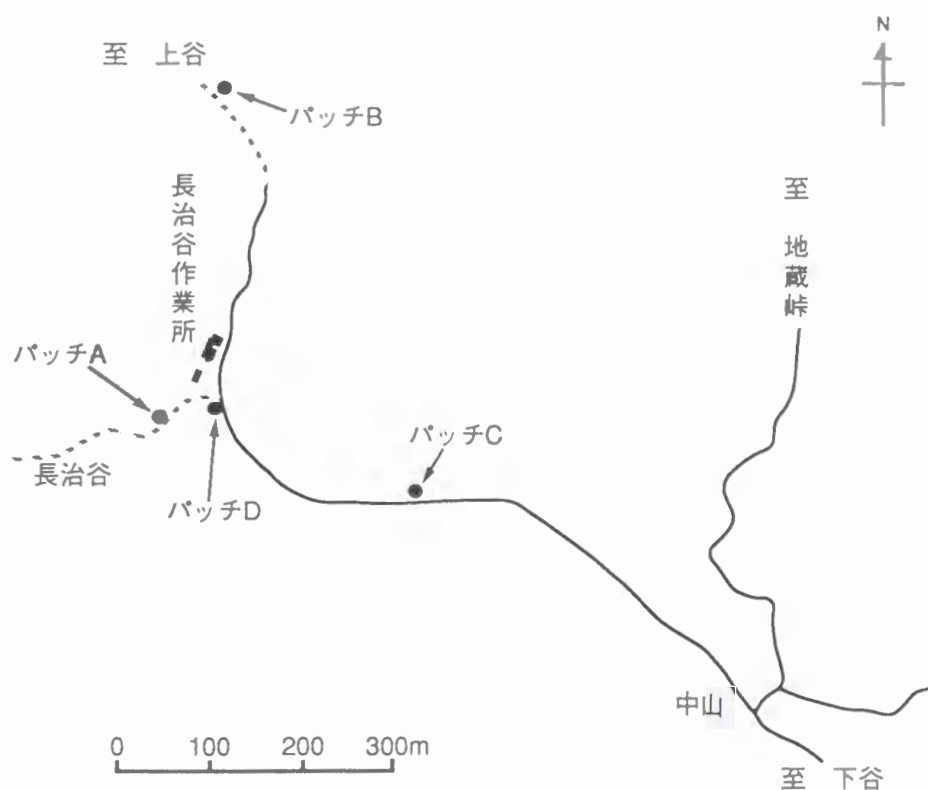 N
至 上谷
パッチB
至 地蔵峠
長治谷作業所
パッチA
パッチC
長治谷
パッチD
中山
0 100 200 300m
至 下谷